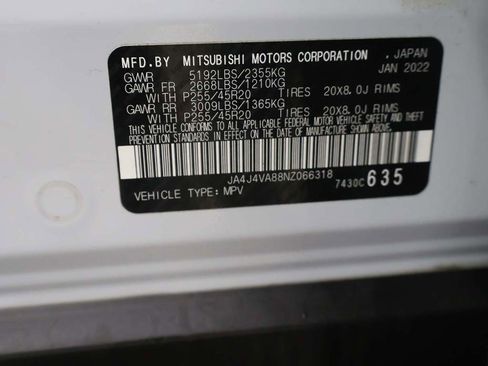 MFD.BY MITSUBISHI MOTORS CORPORATION . JAPAN
JAN 2022
GVWR 5192LBS/2355KG
GAWR FR 2668LBS/1210KG
WITH P255/45R20 TIRES 20X8.0J RIMS
GAWR RR 3009LBS/1365KG
WITH P255/45R20 TIRES 20X8.0J RIMS
THIS VEHICLE CONFORMS TO ALL APPLICABLE FEDERAL MOTOR VEHICLE SAFETY AND THEFT
PREVENTION STANDARDS IN EFFECT ON THE DATE OF MANUFACTURE SHOWN ABOVE.
JA4J4VA88NZ066318
VEHICLE TYPE: MPV 7430C 635